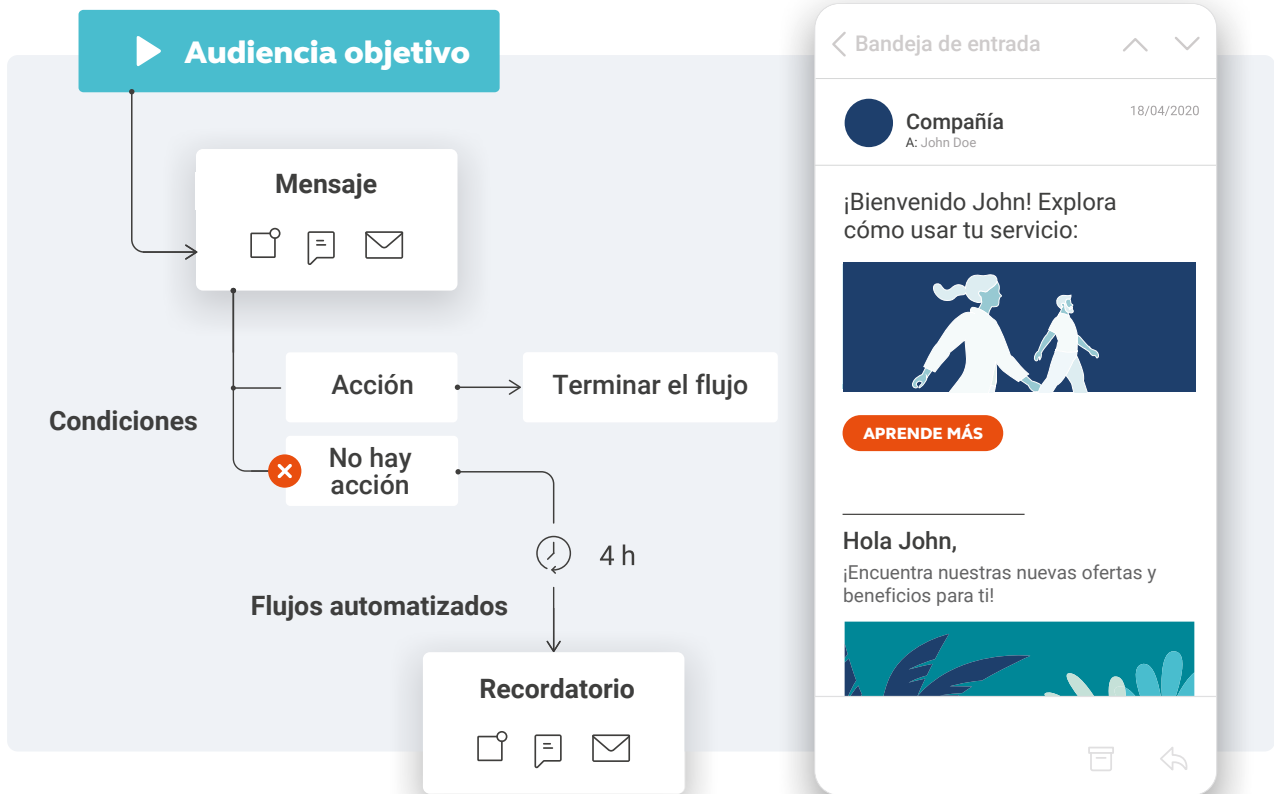 Audiencia objetivo
Mensaje
Condiciones
Acción
Terminar el flujo
No hay
acción
4 h
Flujos automatizados
Recordatorio
Bandeja de entrada
Compañía
18/04/2020
A: John Doe
¡Bienvenido John! Explora
cómo usar tu servicio:
APRENDE MÁS
Hola John,
¡Encuentra nuestras nuevas ofertas y
beneficios para ti!